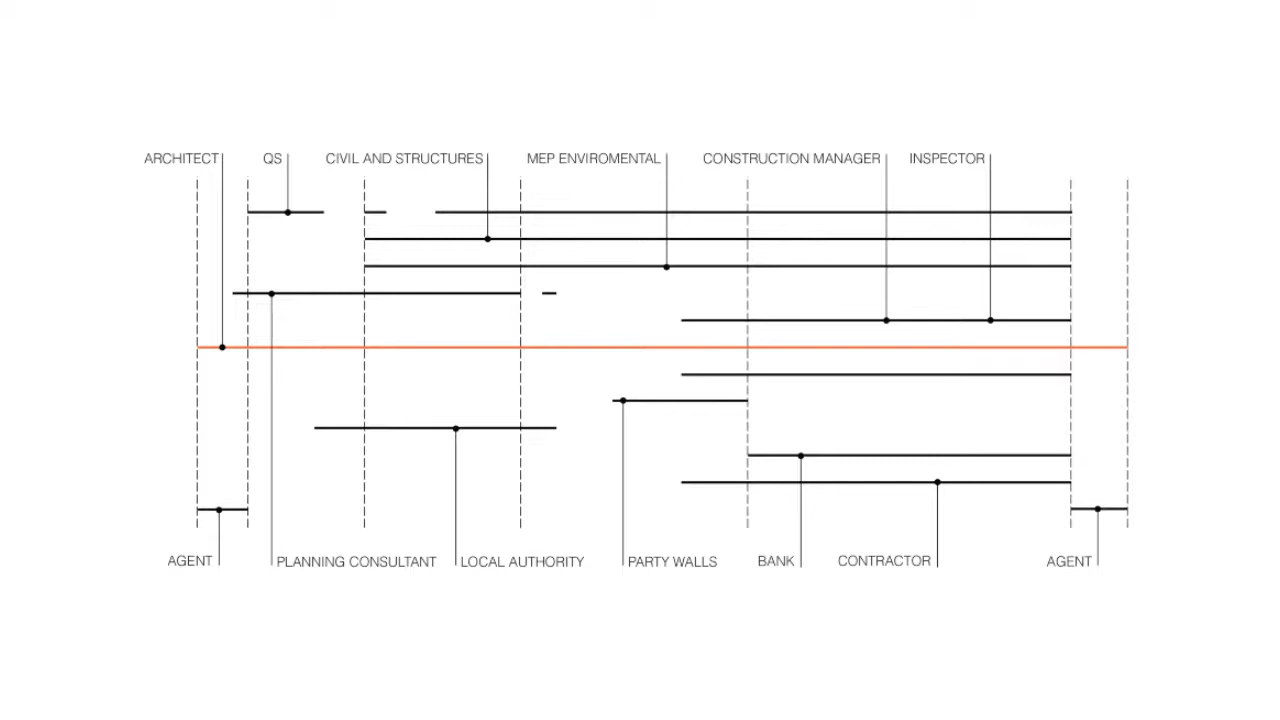 ARCHITECT
QS
CIVIL AND STRUCTURES
MEP ENVIROMENTAL
CONSTRUCTION MANAGER
INSPECTOR
AGENT
PLANNING CONSULTANT
LOCAL AUTHORITY
PARTY WALLS
BANK
CONTRACTOR
AGENT